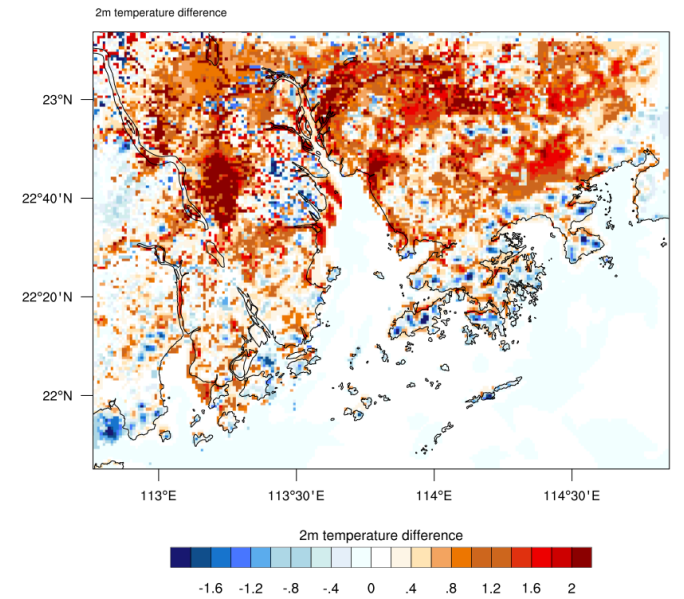 2m temperature difference
23°N
22°40'N
22°20'N
22°N
113°E
113°30'E
114°E
114°30'E
2m temperature difference
-1.6 -1.2 -.8 -.4 0 .4 .8 1.2 1.6 2